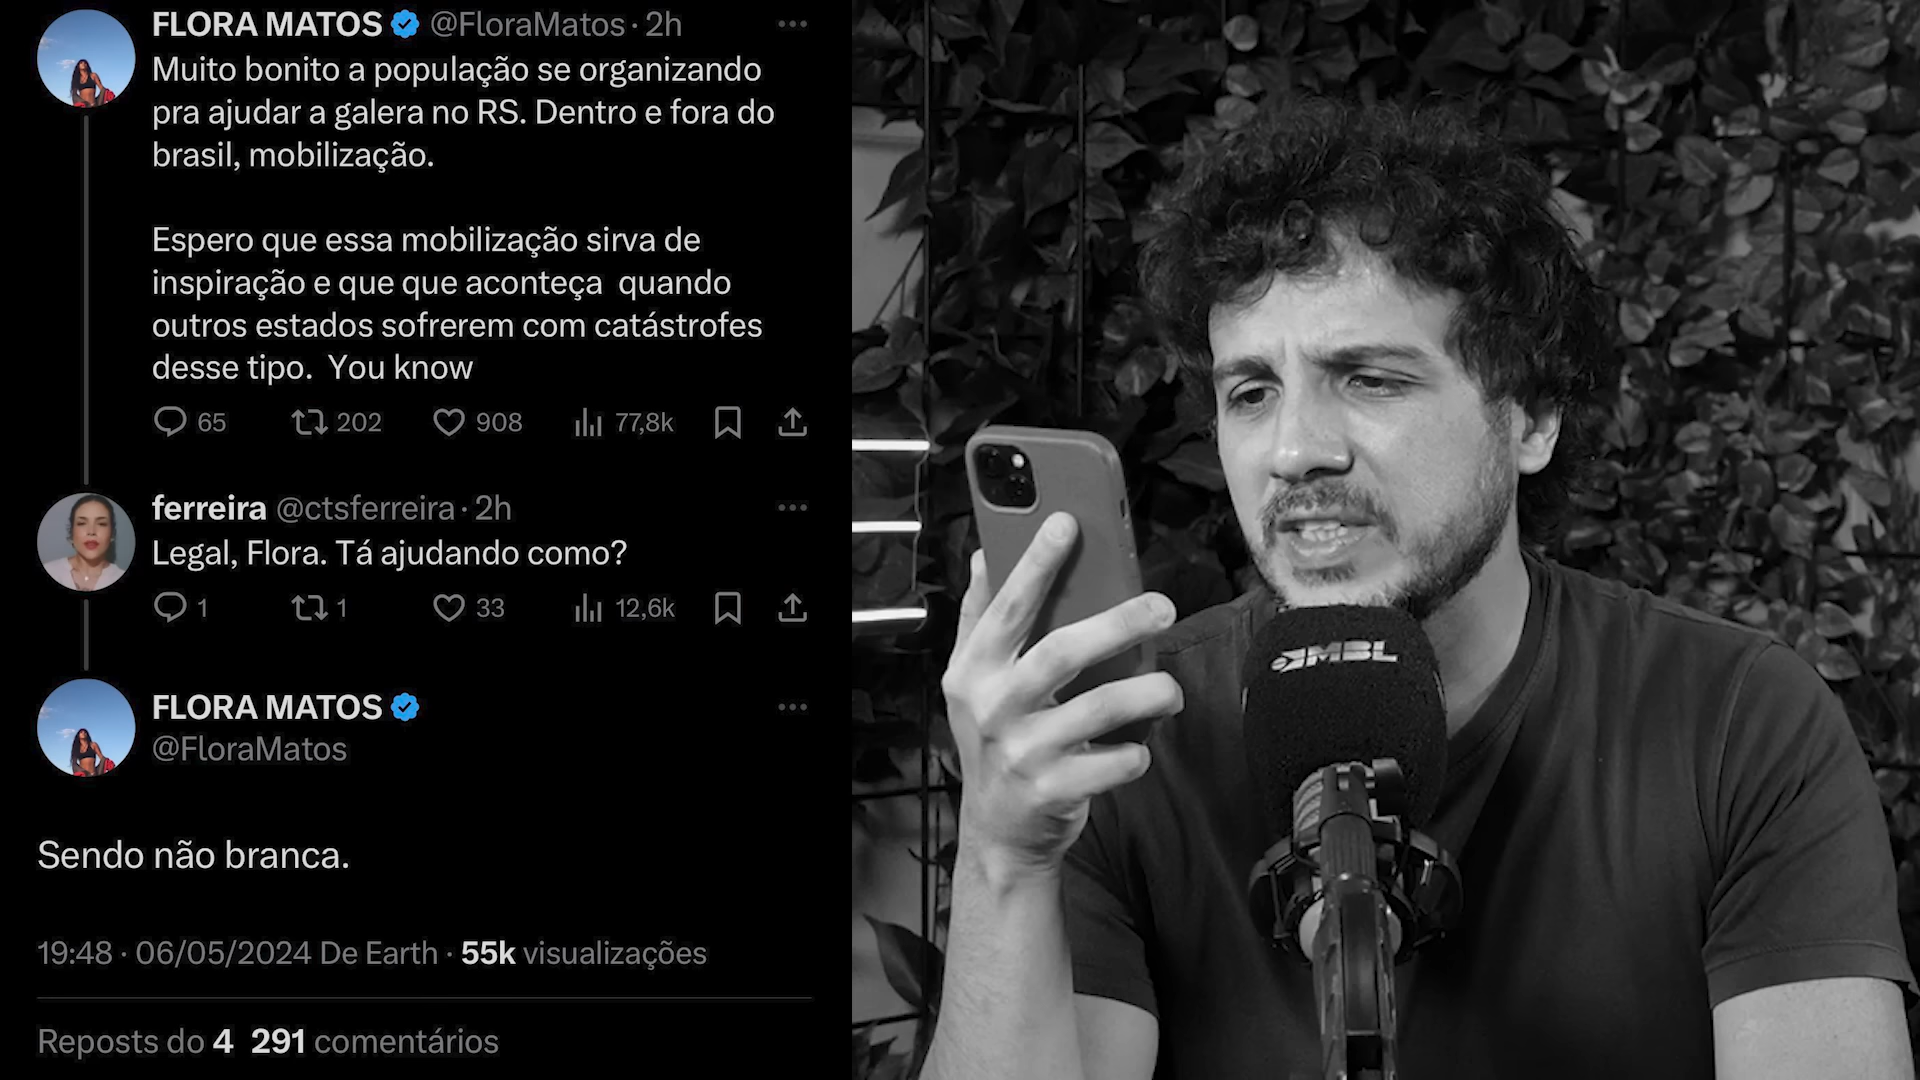 FLORA MATOS @FloraMatos · 2h
Muito bonito a população se organizando
pra ajudar a galera no RS. Dentro e fora do
brasil, mobilização.
Espero que essa mobilização sirva de
inspiração e que que aconteça  quando
outros estados sofrerem com catástrofes
desse tipo.  You know
65 202 908 77,8k
ferreira @ctsferreira · 2h
Legal, Flora. Tá ajudando como?
1 1 33 12,6k
FLORA MATOS
@FloraMatos
Sendo não branca.
19:48 · 06/05/2024 De Earth · 55k visualizações
Reposts do 4  291 comentários
MBL